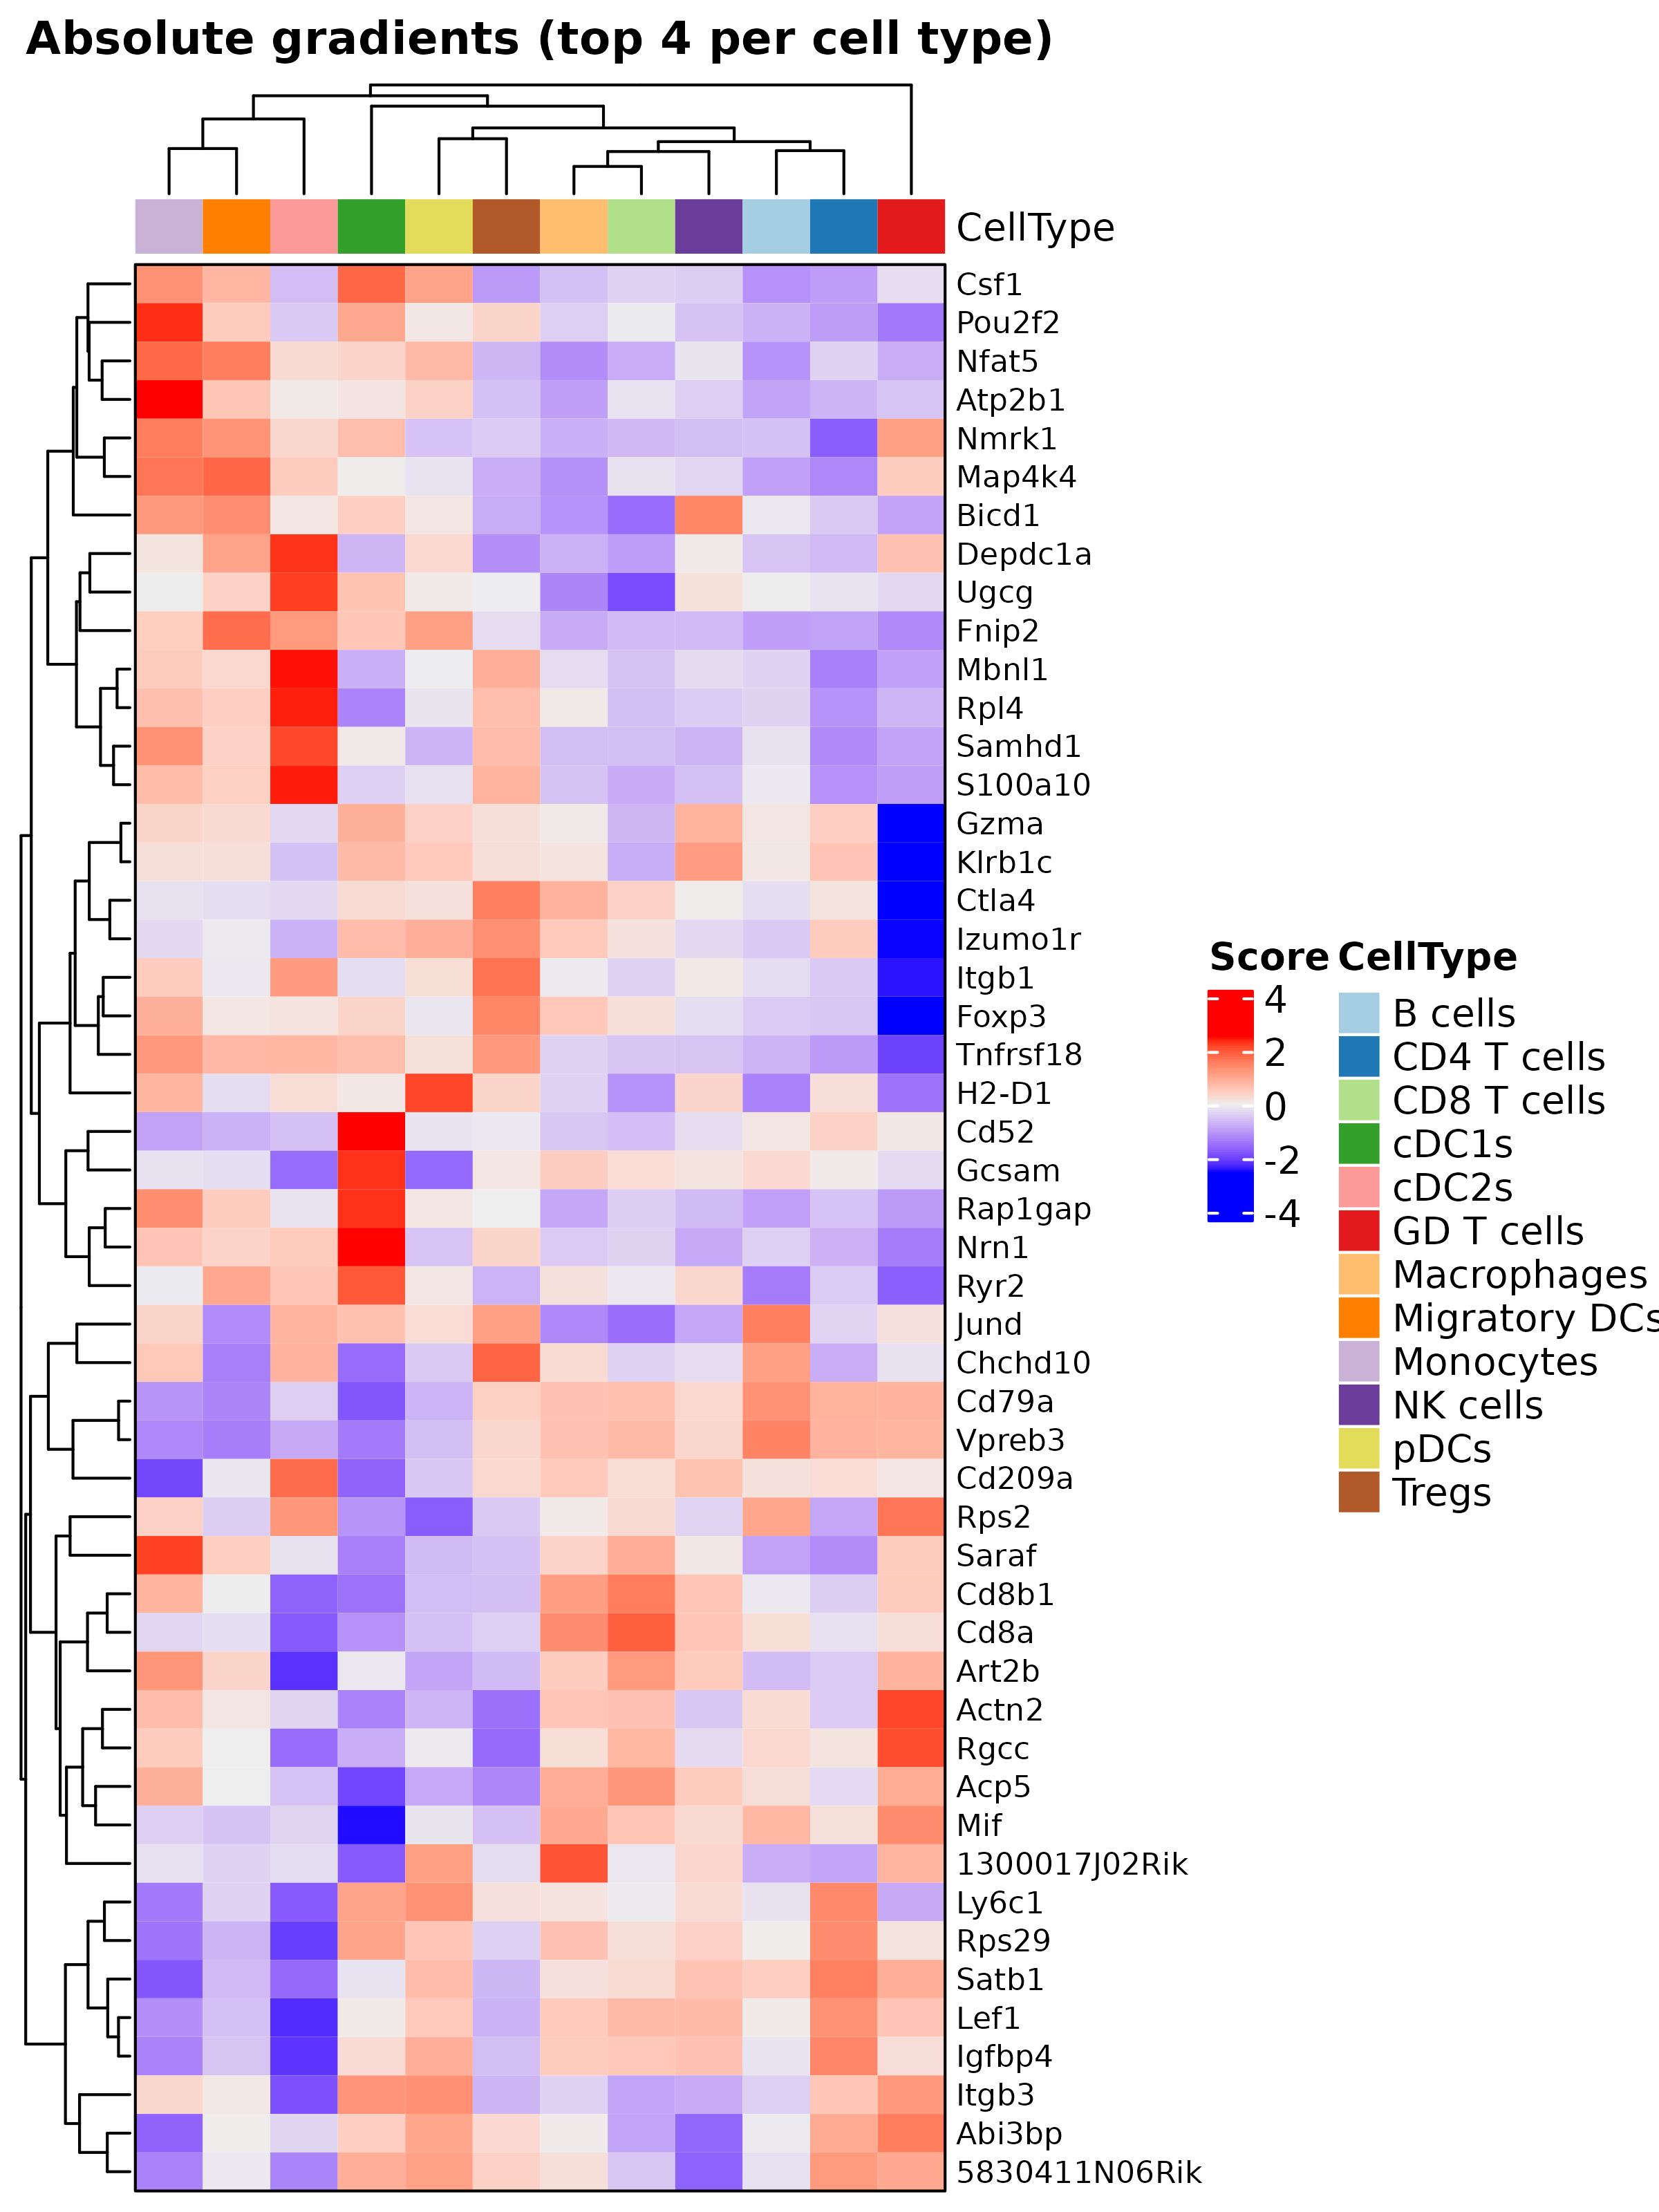 Absolute gradients (top 4 per cell type)
CellType
Csf1
Pou2f2
Nfat5
Atp2b1
Nmrk1
Map4k4
Bicd1
Depdc1a
Ugcg
Fnip2
Mbnl1
Rpl4
Samhd1
S100a10
Gzma
Klrb1c
Ctla4
Izumo1r
Itgb1
Foxp3
Tnfrsf18
H2-D1
Cd52
Gcsam
Rap1gap
Nrn1
Ryr2
Jund
Chchd10
Cd79a
Vpreb3
Cd209a
Rps2
Saraf
Cd8b1
Cd8a
Art2b
Actn2
Rgcc
Acp5
Mif
1300017J02Rik
Ly6c1
Rps29
Satb1
Lef1
Igfbp4
Itgb3
Abi3bp
5830411N06Rik
Score
4
2
0
-2
-4
CellType
B cells
CD4 T cells
CD8 T cells
cDC1s
cDC2s
GD T cells
Macrophages
Migratory DCs
Monocytes
NK cells
pDCs
Tregs